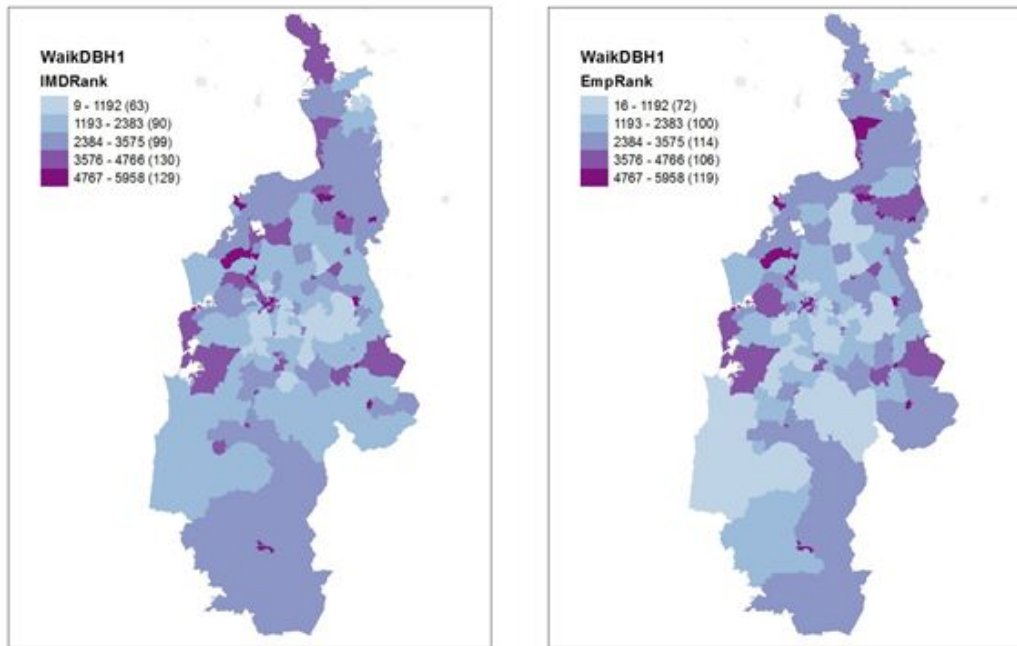 WaikDBH1
IMDRank
9 - 1192 (63)
1193 - 2383 (90)
2384 - 3575 (99)
3576 - 4766 (130)
4767 - 5958 (129)
WaikDBH1
EmpRank
16 - 1192 (72)
1193 - 2383 (100)
2384 - 3575 (114)
3576 - 4766 (106)
4767 - 5958 (119)